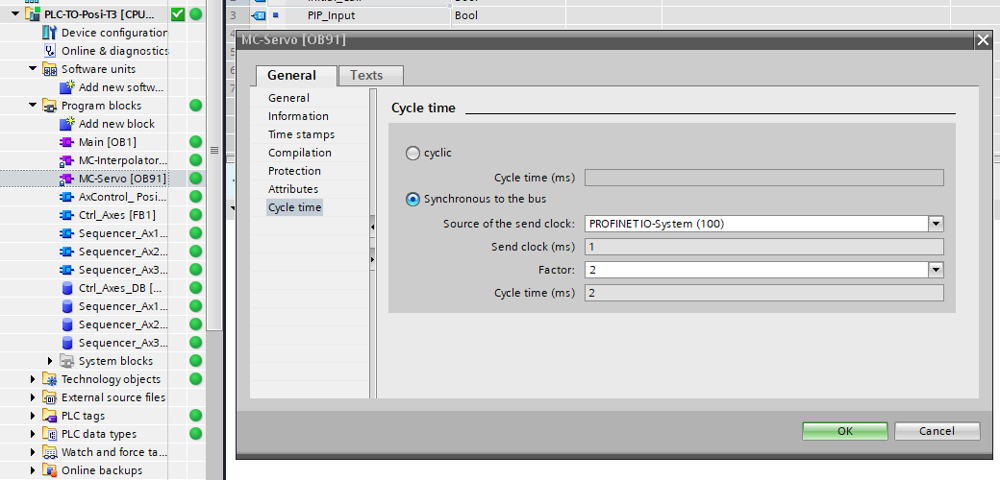 PLC-TO-Posi-T3 [CPU...
Device configuration
Online & diagnostics
Software units
Add new softw...
Program blocks
Add new block
Main [OB1]
MC-Interpolator...
MC-Servo [OB91]
AxControl_ Posi...
Ctrl_Axes [FB1]
Sequencer_Ax1...
Sequencer_Ax2...
Sequencer_Ax3...
Ctrl_Axes_DB [...
Sequencer_Ax1...
Sequencer_Ax2...
Sequencer_Ax3...
System blocks
Technology objects
External source files
PLC tags
PLC data types
Watch and force ta...
Online backups
3 PIP_Input Bool
MC-Servo [OB91]
General Texts
General
Information
Time stamps
Compilation
Protection
Attributes
Cycle time
Cycle time
cyclic
Cycle time (ms)
Synchronous to the bus
Source of the send clock: PROFINET IO-System (100)
Send clock (ms) 1
Factor: 2
Cycle time (ms) 2
OK Cancel